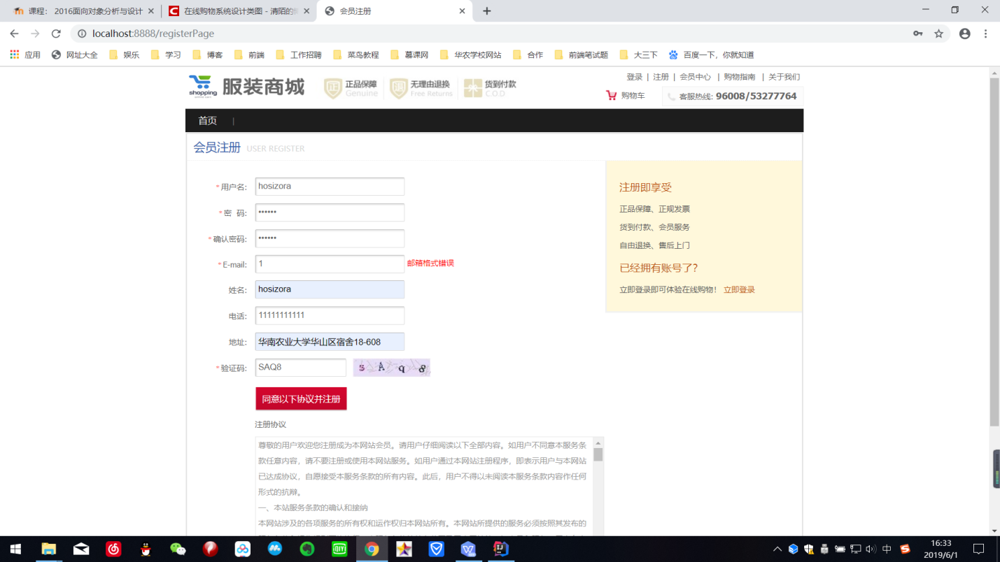 课程： 2016面向对象分析与设计
在线购物系统设计类图 - 清陌的
会员注册
localhost:8888/registerPage
应用 网址大全 娱乐 学习 博客 前端 工作招聘 菜鸟教程 慕课网 华农学校网站 合作 前端笔试题 大三下 百度一下，你就知道
登录 | 注册 | 会员中心 | 购物指南 | 关于我们
shopping 服装商城 正 正品保障 Genuine 退 无理由退换 Free Returns 货到付款 C.O.D
购物车 客服热线: 96008/53277764
首页 |
会员注册 USER REGISTER
*用户名: hosizora
*密 码: ••••••
*确认密码: ••••••
*E-mail: 1 邮箱格式错误
姓名: hosizora
电话: 11111111111
地址: 华南农业大学华山区宿舍18-608
*验证码: SAQ8 s A q 8
同意以下协议并注册
注册协议
尊敬的用户欢迎您注册成为本网站会员。请用户仔细阅读以下全部内容。如用户不同意本服务条
款任意内容，请不要注册或使用本网站服务。如用户通过本网站注册程序，即表示用户与本网站
已达成协议，自愿接受本服务条款的所有内容。此后，用户不得以未阅读本服务条款内容作任何
形式的抗辩。
一、本站服务条款的确认和接纳
本网站涉及的各项服务的所有权和运作权归本网站所有。本网站所提供的服务必须按照其发布的
注册即享受
正品保障、正规发票
货到付款、会员服务
自由退换、售后上门
已经拥有账号了?
立即登录即可体验在线购物! 立即登录
DIY
中
16:33
2019/6/1